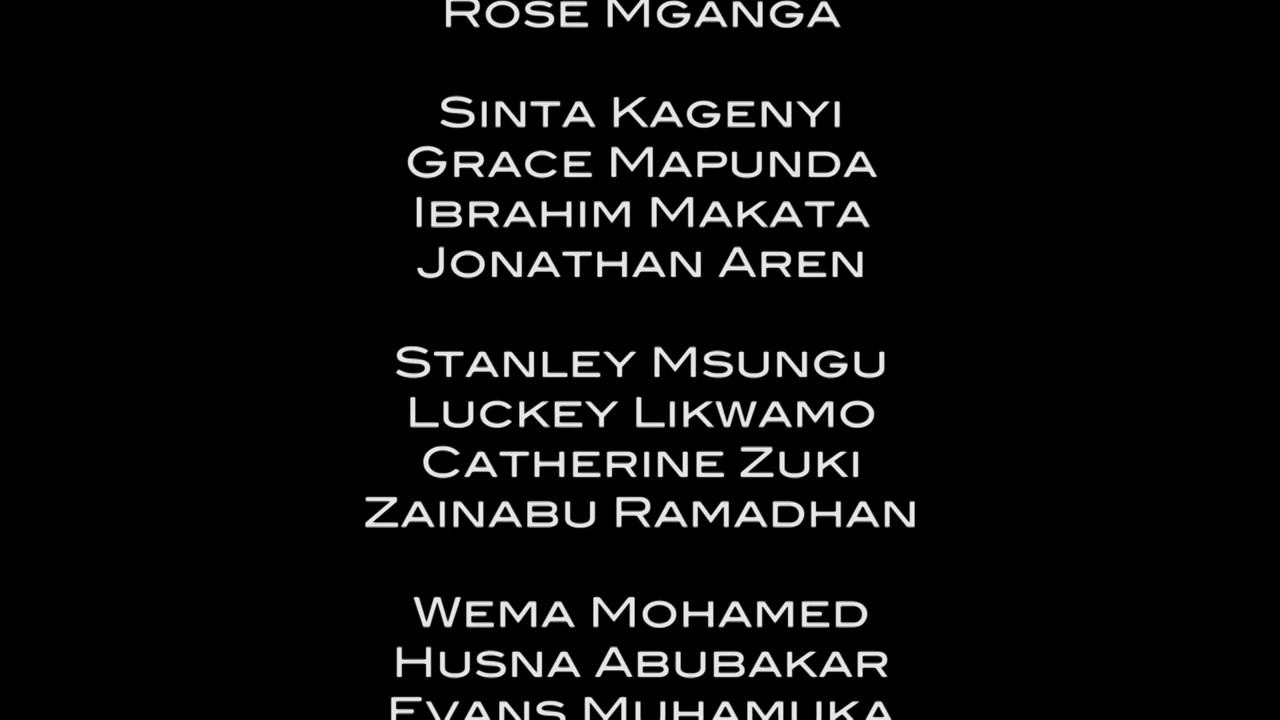 Rose Mganga
Sinta Kagenyi
Grace Mapunda
Ibrahim Makata
Jonathan Aren
Stanley Msungu
Luckey Likwamo
Catherine Zuki
Zainabu Ramadhan
Wema Mohamed
Husna Abubakar
Evans Muhamuka